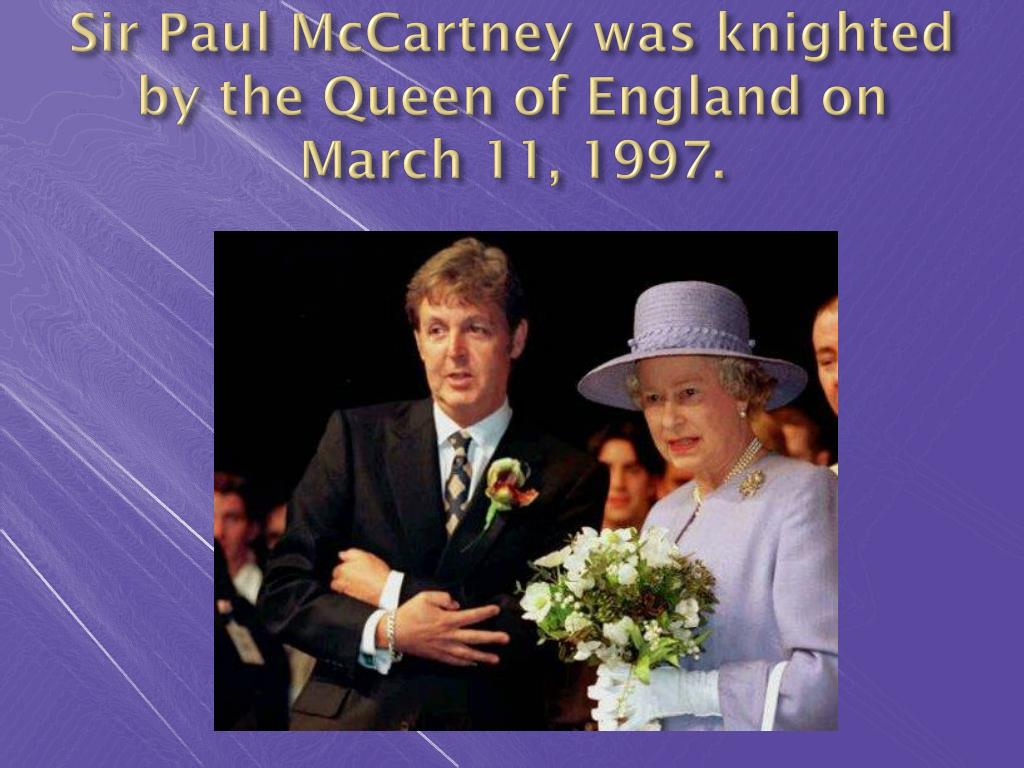 Sir Paul McCartney was knighted
by the Queen of England on
March 11, 1997.